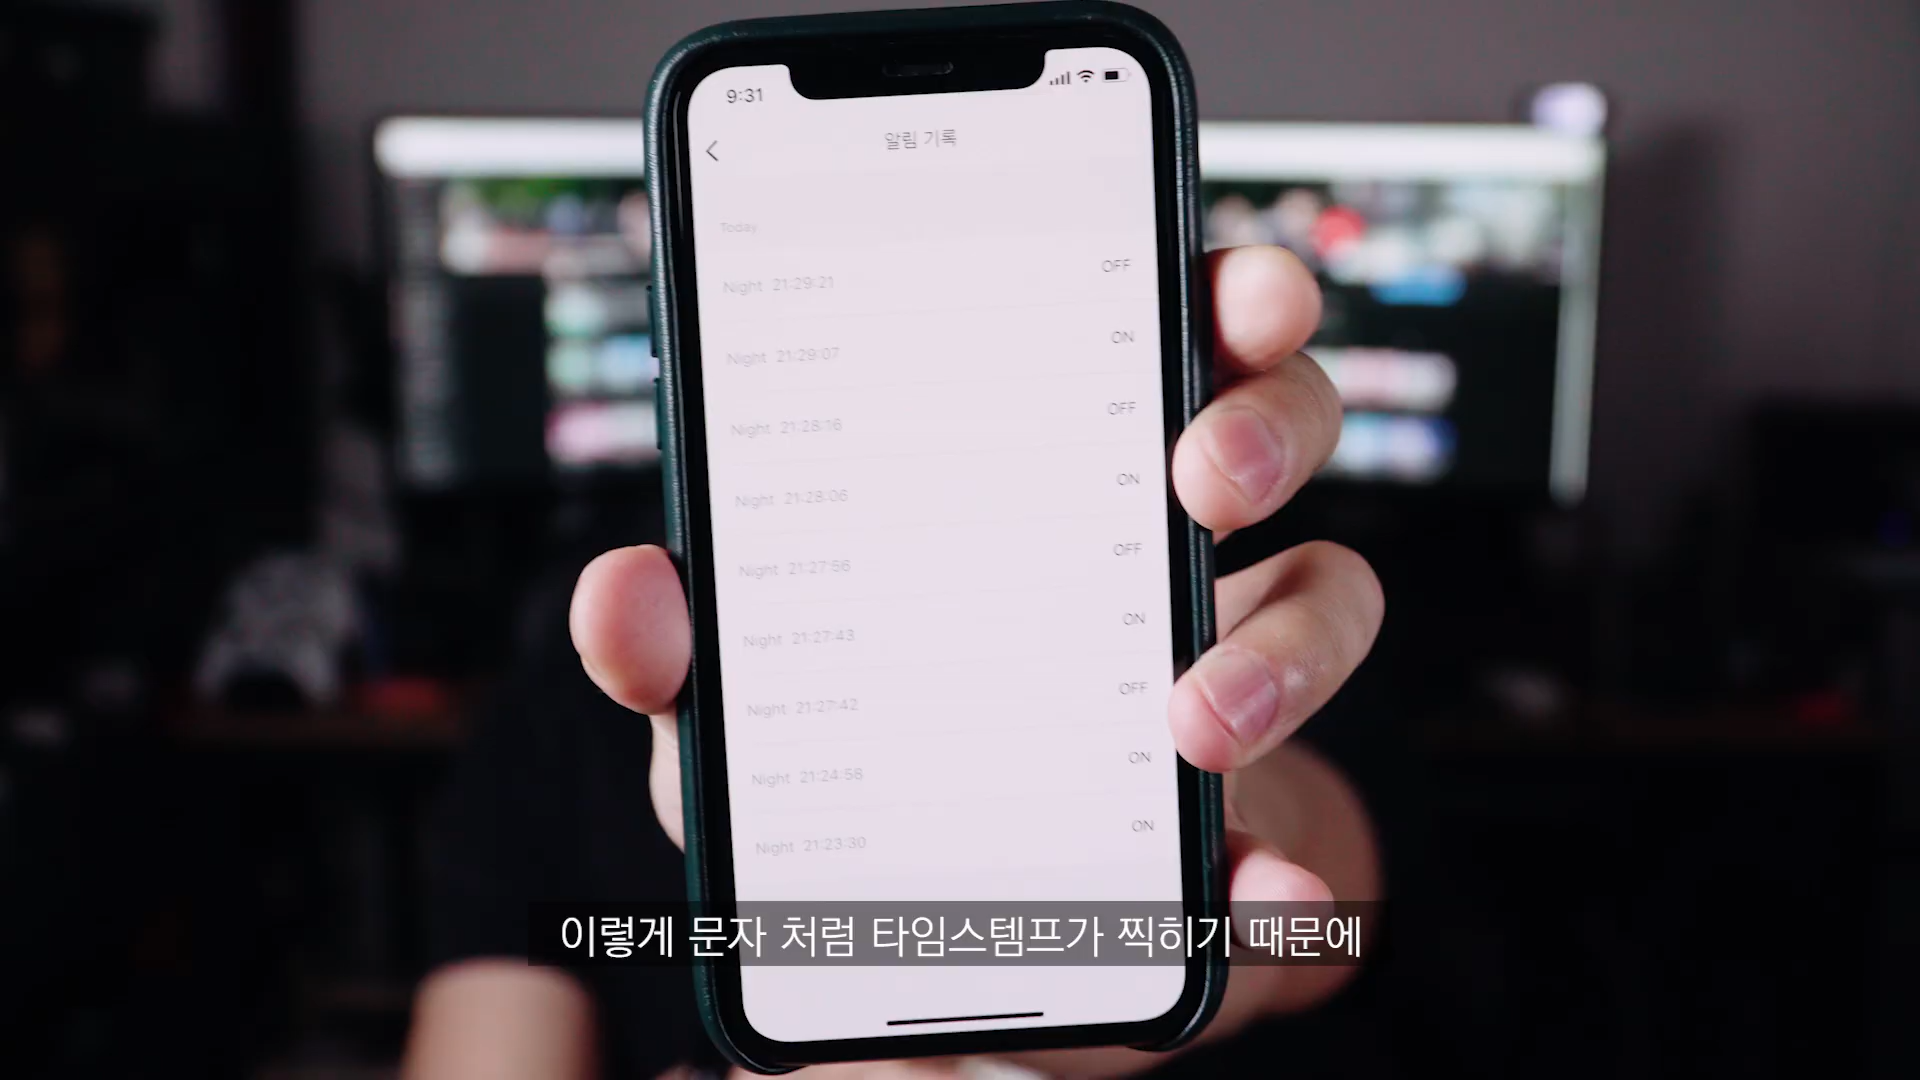 9:31
알림 기록
Today
Night 21:29:21 OFF
Night 21:29:07 ON
Night 21:28:16 OFF
Night 21:28:06 ON
Night 21:27:56 OFF
Night 21:27:43 ON
Night 21:27:42 OFF
Night 21:24:58 ON
Night 21:23:30 ON
이렇게 문자 처럼 타임스템프가 찍히기 때문에